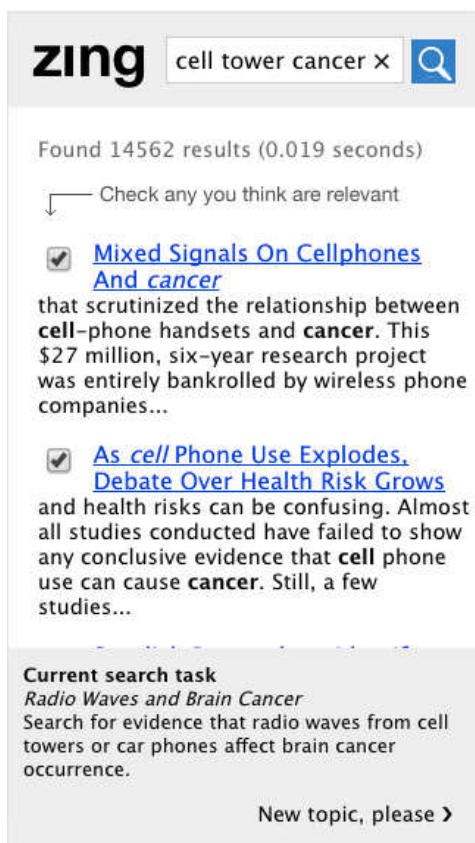 zing
cell tower cancer ×
Found 14562 results (0.019 seconds)
Check any you think are relevant
Mixed Signals On Cellphones
And cancer
that scrutinized the relationship between
cell-phone handsets and cancer. This
$27 million, six-year research project
was entirely bankrolled by wireless phone
companies...
As cell Phone Use Explodes,
Debate Over Health Risk Grows
and health risks can be confusing. Almost
all studies conducted have failed to show
any conclusive evidence that cell phone
use can cause cancer. Still, a few
studies...
Current search task
Radio Waves and Brain Cancer
Search for evidence that radio waves from cell
towers or car phones affect brain cancer
occurrence.
New topic, please ❯